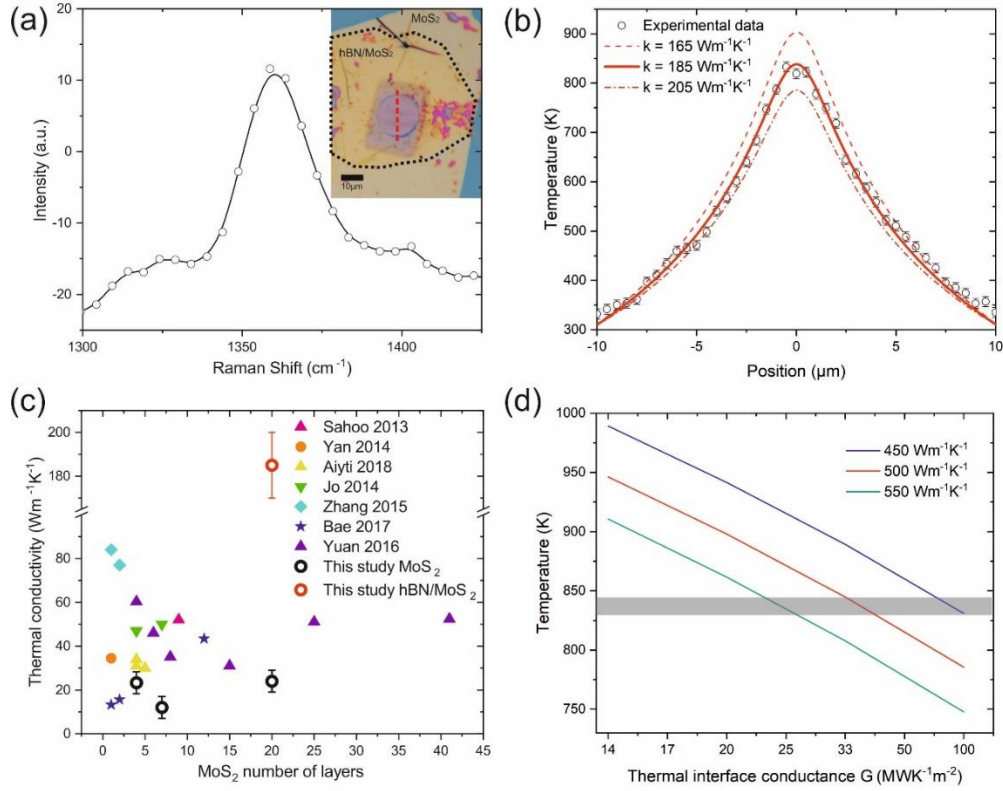 (a)
20
10
0
-10
-20
Intensity (a.u.)
1300
1350
1400
Raman Shift (cm⁻¹)
MoS₂
hBN/MoS₂
10µm
(b)
900
800
700
600
500
400
300
Temperature (K)
Experimental data
k = 165 Wm⁻¹K⁻¹
k = 185 Wm⁻¹K⁻¹
k = 205 Wm⁻¹K⁻¹
-10
-5
0
5
10
Position (µm)
(c)
200
180
80
60
40
20
0
Thermal conductivity (Wm⁻¹K⁻¹)
Sahoo 2013
Yan 2014
Aiyti 2018
Jo 2014
Zhang 2015
Bae 2017
Yuan 2016
This study MoS₂
This study hBN/MoS₂
0
5
10
15
20
25
30
35
40
45
MoS₂ number of layers
(d)
1000
950
900
850
800
750
Temperature (K)
450 Wm⁻¹K⁻¹
500 Wm⁻¹K⁻¹
550 Wm⁻¹K⁻¹
14
17
20
25
33
50
100
Thermal interface conductance G (MWK⁻¹m⁻²)